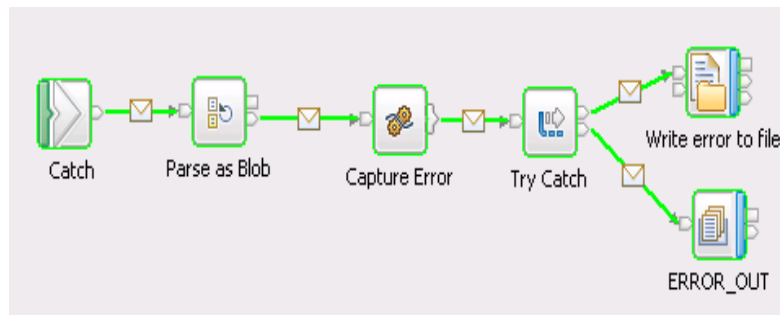 Catch
Parse as Blob
Capture Error
Try Catch
Write error to file
ERROR_OUT